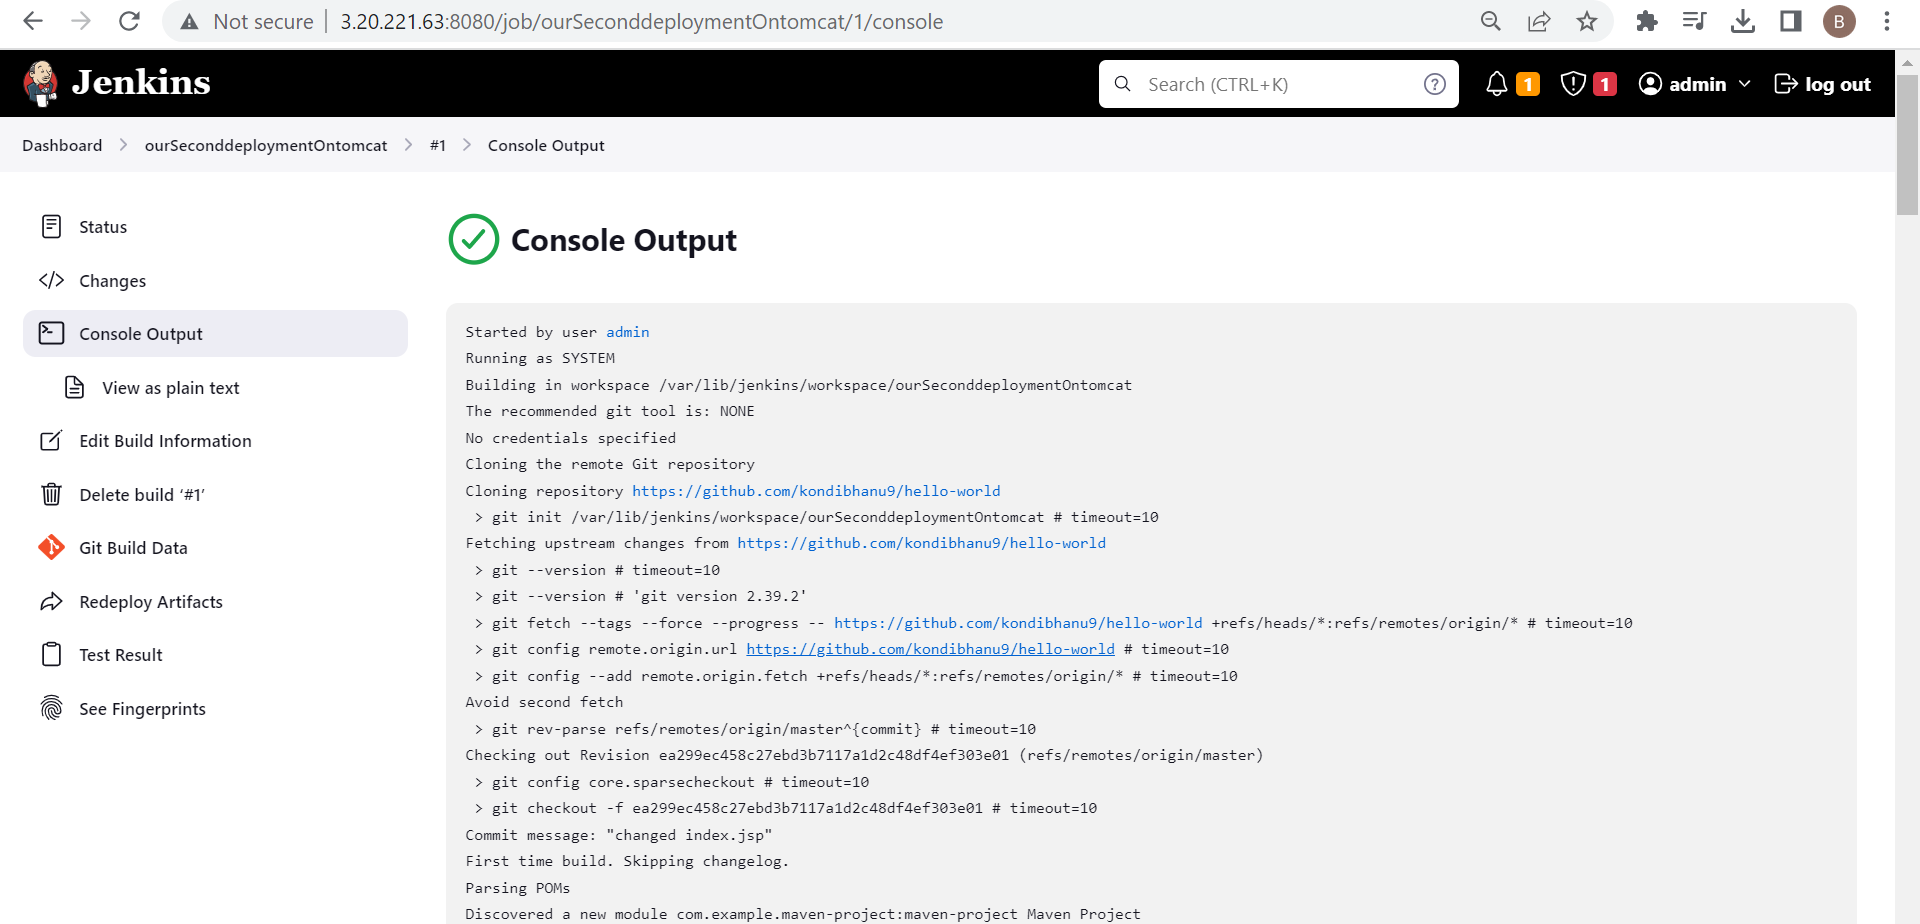 Not secure 3.20.221.63:8080/job/ourSeconddeploymentOntomcat/1/console B
Jenkins Search (CTRL+K) 1 1 admin log out
Dashboard ourSeconddeploymentOntomcat #1 Console Output
Status
Changes
Console Output
View as plain text
Edit Build Information
Delete build ‘#1’
Git Build Data
Redeploy Artifacts
Test Result
See Fingerprints
Console Output
Started by user admin
Running as SYSTEM
Building in workspace /var/lib/jenkins/workspace/ourSeconddeploymentOntomcat
The recommended git tool is: NONE
No credentials specified
Cloning the remote Git repository
Cloning repository https://github.com/kondibhanu9/hello-world
> git init /var/lib/jenkins/workspace/ourSeconddeploymentOntomcat # timeout=10
Fetching upstream changes from https://github.com/kondibhanu9/hello-world
> git --version # timeout=10
> git --version # 'git version 2.39.2'
> git fetch --tags --force --progress -- https://github.com/kondibhanu9/hello-world +refs/heads/*:refs/remotes/origin/* # timeout=10
> git config remote.origin.url https://github.com/kondibhanu9/hello-world # timeout=10
> git config --add remote.origin.fetch +refs/heads/*:refs/remotes/origin/* # timeout=10
Avoid second fetch
> git rev-parse refs/remotes/origin/master^{commit} # timeout=10
Checking out Revision ea299ec458c27ebd3b7117a1d2c48df4ef303e01 (refs/remotes/origin/master)
> git config core.sparsecheckout # timeout=10
> git checkout -f ea299ec458c27ebd3b7117a1d2c48df4ef303e01 # timeout=10
Commit message: "changed index.jsp"
First time build. Skipping changelog.
Parsing POMs
Discovered a new module com.example.maven-project:maven-project Maven Project